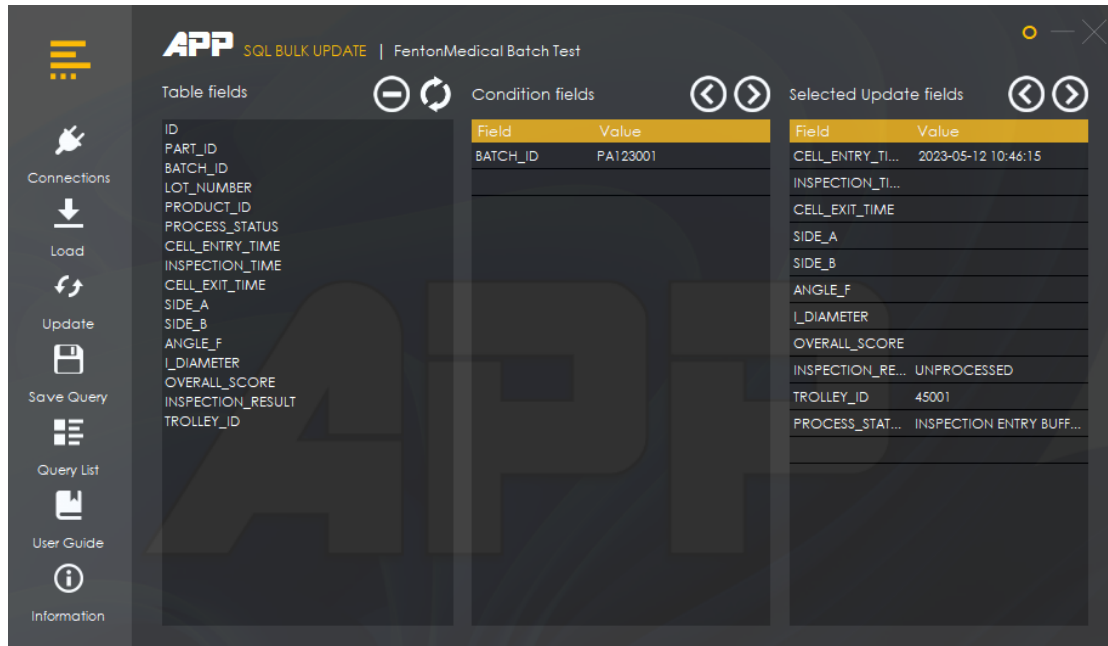 APP SQL BULK UPDATE | FentonMedical Batch Test
Connections
Load
Update
Save Query
Query List
User Guide
Information
Table fields
ID
PART_ID
BATCH_ID
LOT_NUMBER
PRODUCT_ID
PROCESS_STATUS
CELL_ENTRY_TIME
INSPECTION_TIME
CELL_EXIT_TIME
SIDE_A
SIDE_B
ANGLE_F
I_DIAMETER
OVERALL_SCORE
INSPECTION_RESULT
TROLLEY_ID
Condition fields
Field Value
BATCH_ID PA123001
Selected Update fields
Field Value
CELL_ENTRY_TI... 2023-05-12 10:46:15
INSPECTION_TI...
CELL_EXIT_TIME
SIDE_A
SIDE_B
ANGLE_F
I_DIAMETER
OVERALL_SCORE
INSPECTION_RE... UNPROCESSED
TROLLEY_ID 45001
PROCESS_STAT... INSPECTION ENTRY BUFF...
APP